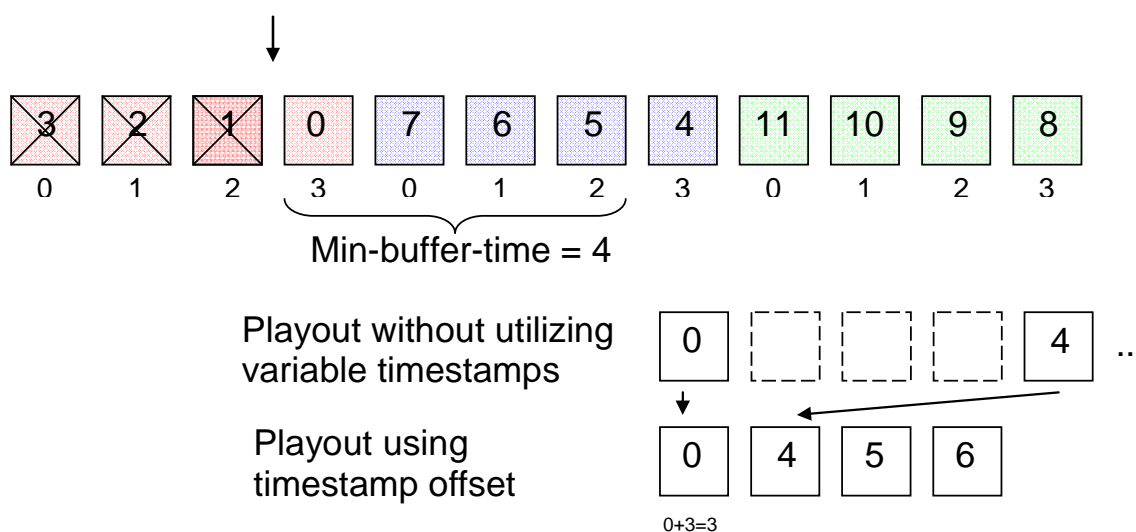 3 2 1 0 7 6 5 4 11 10 9 8
0 1 2 3 0 1 2 3 0 1 2 3
Min-buffer-time = 4
Playout without utilizing
variable timestamps
0 4 ..
Playout using
timestamp offset
0 4 5 6
0+3=3